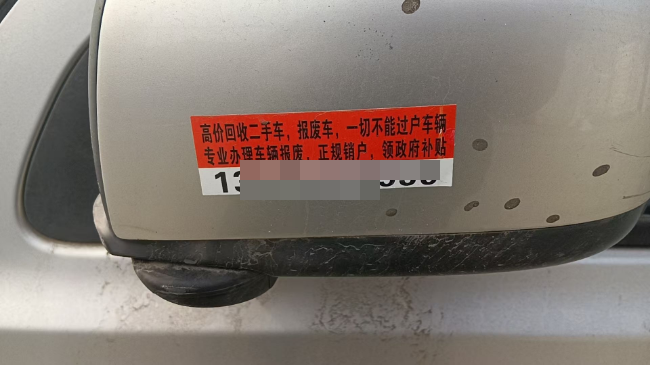 高价回收二手车，报废车，一切不能过户车辆
专业办理车辆报废，正规销户，领政府补贴